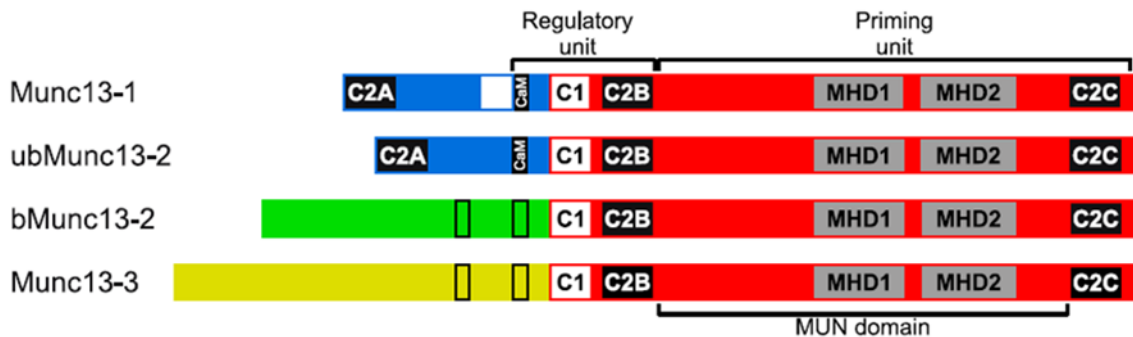 Regulatory unit
Priming unit
Munc13-1 C2A CaM C1 C2B MHD1 MHD2 C2C
ubMunc13-2 C2A CaM C1 C2B MHD1 MHD2 C2C
bMunc13-2 C1 C2B MHD1 MHD2 C2C
Munc13-3 C1 C2B MHD1 MHD2 C2C
MUN domain